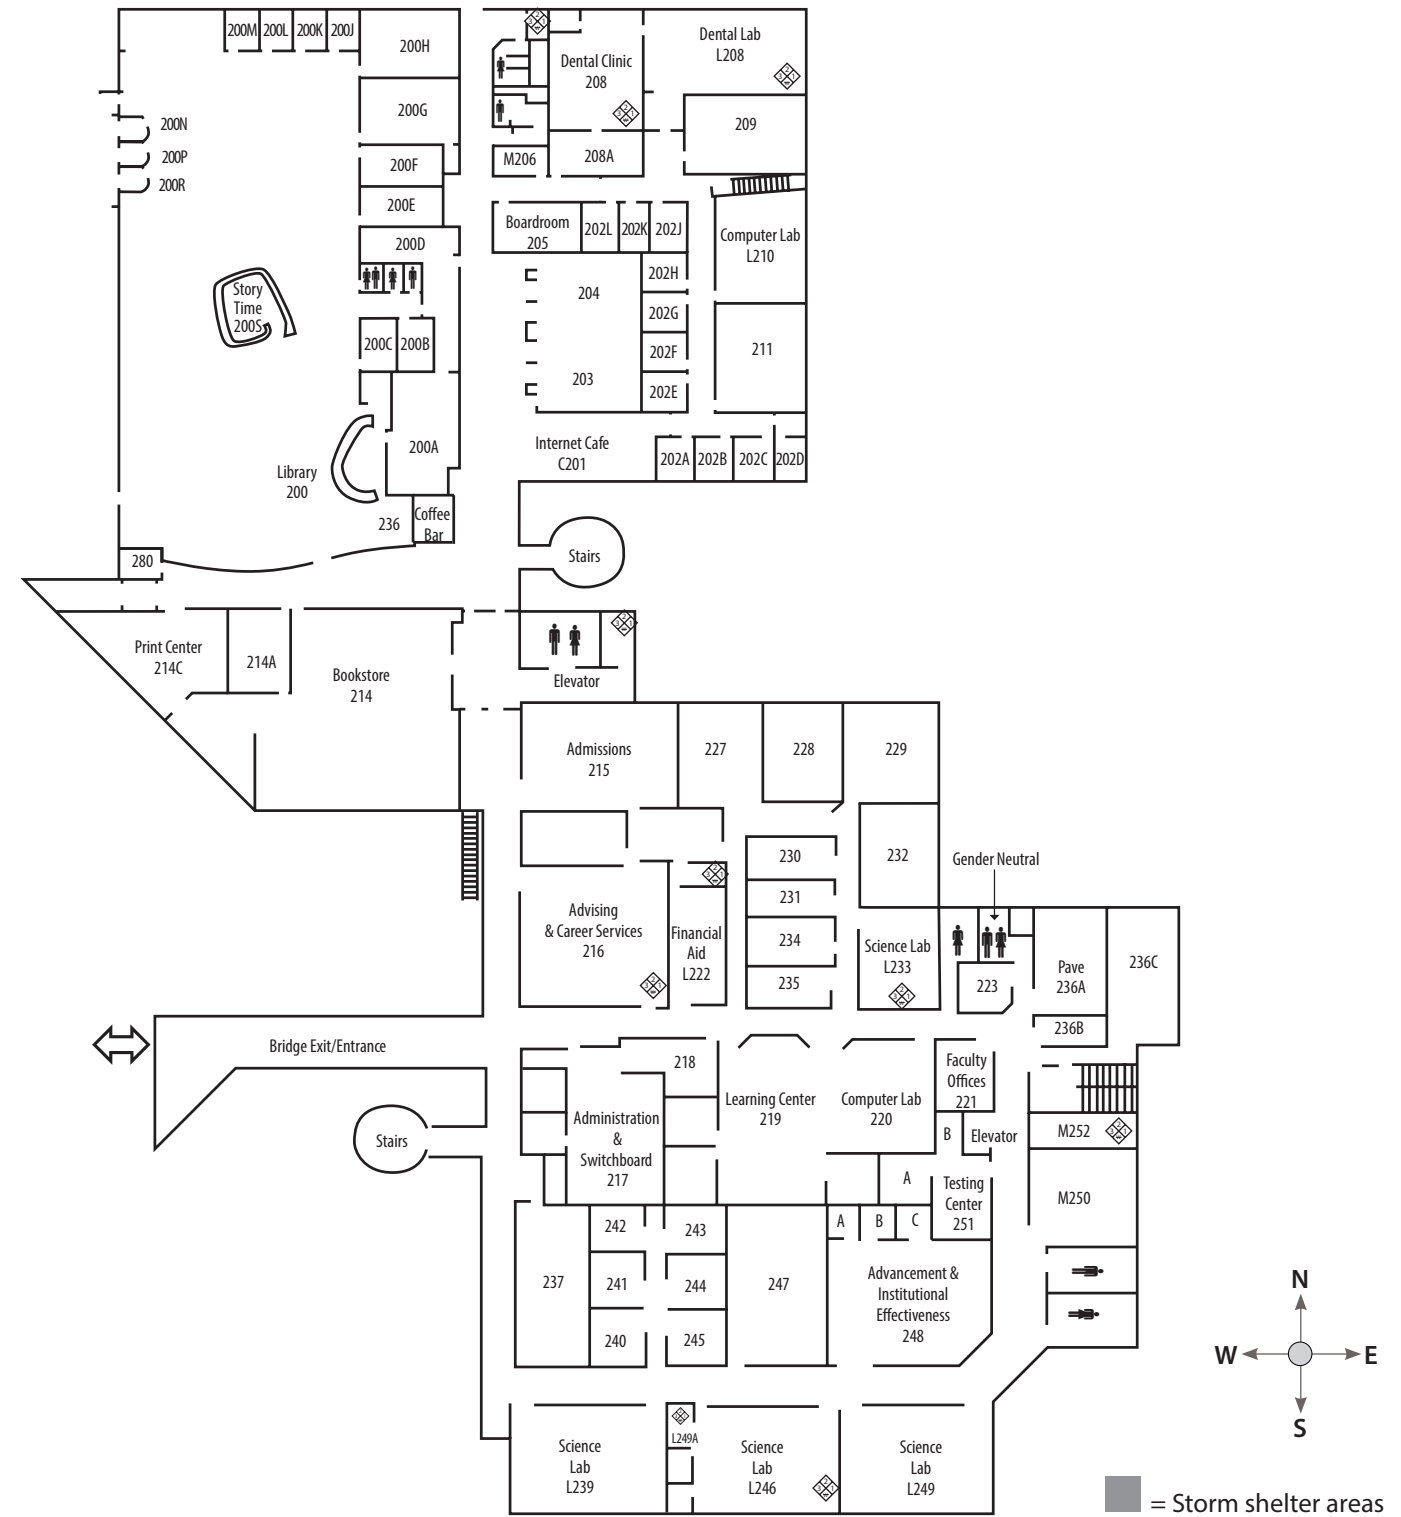 200M
200L
200K
200J
200H
Dental Clinic
208
Dental Lab
L208
200G
209
200N
200P
200R
200F
M206
208A
200E
Boardroom
205
202L
202K
202J
Computer Lab
L210
200D
202H
204
Story
Time
200S
202G
200C
200B
202F
211
203
202E
Internet Cafe
C201
200A
202A
202B
202C
202D
Library
200
236
Coffee
Bar
Stairs
280
Print Center
214C
214A
Bookstore
214
Elevator
Admissions
215
227
228
229
230
232
Gender Neutral
231
Advising
& Career Services
216
Financial
Aid
L222
234
235
Science Lab
L233
223
Pave
236A
236C
236B
Bridge Exit/Entrance
218
Learning Center
219
Computer Lab
220
Faculty
Offices
221
Stairs
Administration
&
Switchboard
217
B
Elevator
M252
A
Testing
Center
251
M250
A
B
C
242
243
237
241
244
247
Advancement &
Institutional
Effectiveness
248
240
245
N
W
E
S
Science
Lab
L239
L249A
Science
Lab
L246
Science
Lab
L249
= Storm shelter areas